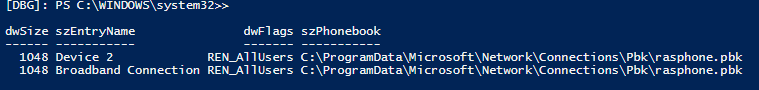 [DBG]: PS C:\WINDOWS\system32>>
dwSize szEntryName dwFlags szPhonebook
------ ----------- ------- -----------
1048 Device 2 REN_AllUsers C:\ProgramData\Microsoft\Network\Connections\Pbk\rasphone.pbk
1048 Broadband Connection REN_AllUsers C:\ProgramData\Microsoft\Network\Connections\Pbk\rasphone.pbk